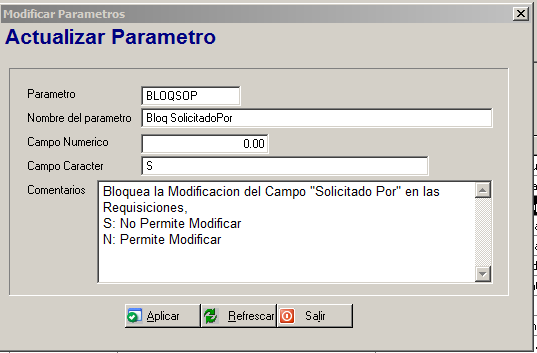 Modificar Parametros
Actualizar Parametro
Parametro BLOQSOP
Nombre del parametro Bloq SolicitadoPor
Campo Numerico 0.00
Campo Caracter S
Comentarios Bloquea la Modificacion del Campo "Solicitado Por" en las
Requisiciones,
S: No Permite Modificar
N: Permite Modificar
Aplicar Refrescar Salir